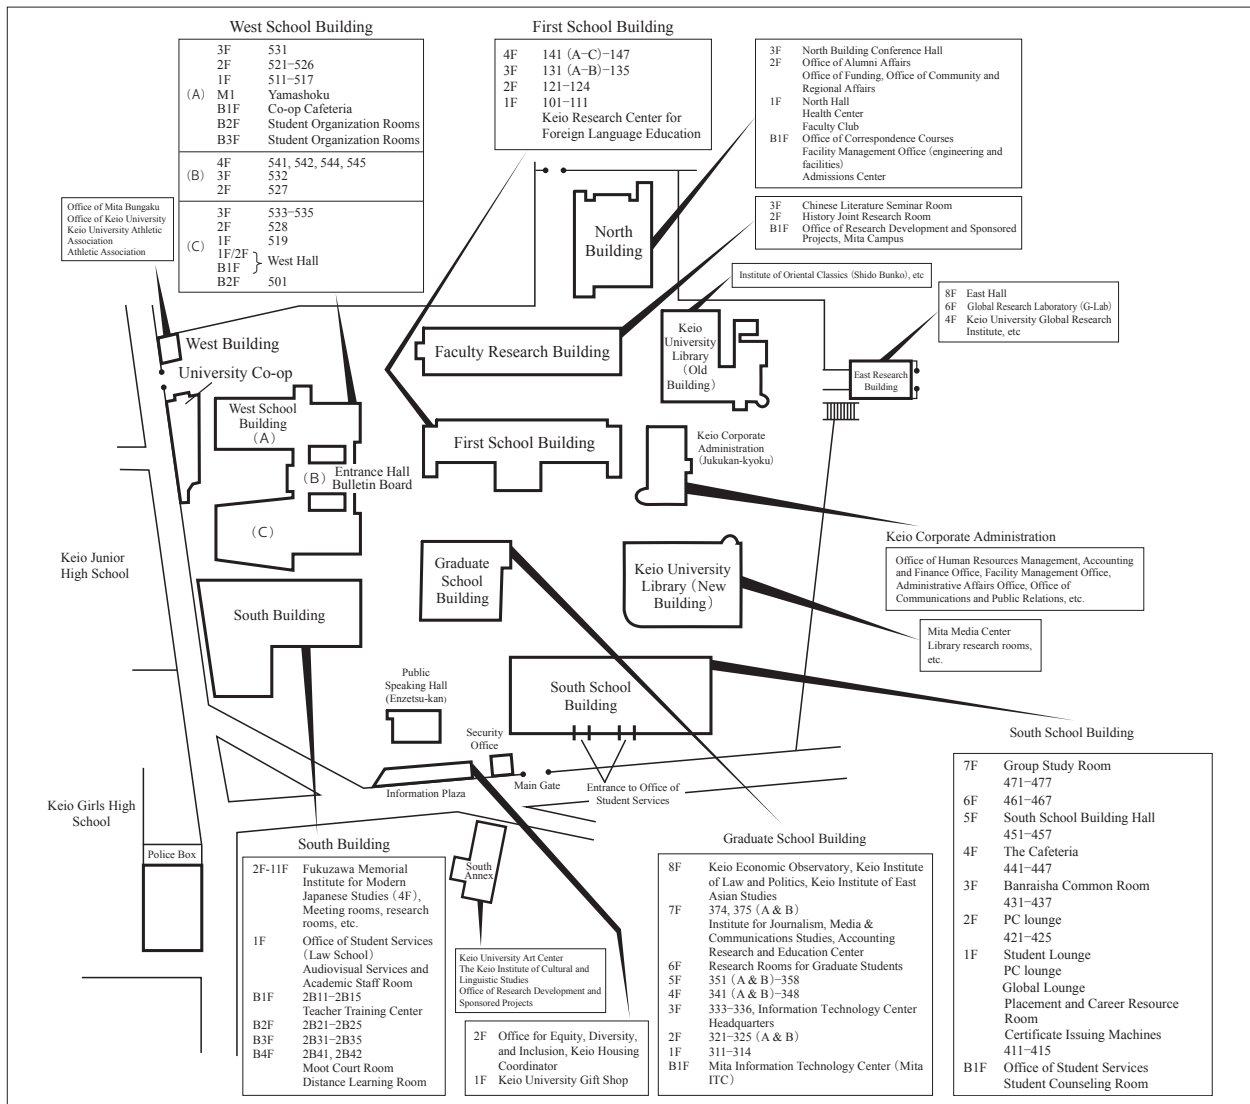 West School Building
3F 531
2F 521-526
1F 511-517
(A) M1 Yamashoku
B1F Co-op Cafeteria
B2F Student Organization Rooms
B3F Student Organization Rooms
4F 541, 542, 544, 545
(B) 3F 532
2F 527
3F 533-535
2F 528
(C) 1F 519
1F/2F
B1F } West Hall
B2F 501
First School Building
4F 141 (A-C)-147
3F 131 (A-B)-135
2F 121-124
1F 101-111
Keio Research Center for
Foreign Language Education
3F North Building Conference Hall
2F Office of Alumni Affairs
Office of Funding, Office of Community and
Regional Affairs
1F North Hall
Health Center
Faculty Club
B1F Office of Correspondence Courses
Facility Management Office (engineering and
facilities)
Admissions Center
3F Chinese Literature Seminar Room
2F History Joint Research Room
B1F Office of Research Development and Sponsored
Projects, Mita Campus
Office of Mita Bungaku
Office of Keio University
Keio University Athletic
Association
Athletic Association
North
Building
Institute of Oriental Classics (Shido Bunko), etc
8F East Hall
6F Global Research Laboratory (G-Lab)
4F Keio University Global Research
Institute, etc
West Building
University Co-op
Faculty Research Building
Keio
University
Library
(Old
Building)
East Research
Building
West School
Building
(A)
(B) Entrance Hall
Bulletin Board
(C)
First School Building
Keio Corporate
Administration
(Jukukan-kyoku)
Keio Corporate Administration
Office of Human Resources Management, Accounting
and Finance Office, Facility Management Office,
Administrative Affairs Office, Office of
Communications and Public Relations, etc.
Keio Junior
High School
Graduate
School
Building
Keio University
Library (New
Building)
South Building
Mita Media Center
Library research rooms,
etc.
Public
Speaking Hall
(Enzetsu-kan)
South School
Building
Security
Office
Main Gate
Information Plaza
Entrance to Office of
Student Services
Keio Girls High
School
Police Box
South
Annex
South Building
2F-11F Fukuzawa Memorial
Institute for Modern
Japanese Studies (4F),
Meeting rooms, research
rooms, etc.
1F Office of Student Services
(Law School)
Audiovisual Services and
Academic Staff Room
B1F 2B11-2B15
Teacher Training Center
B2F 2B21-2B25
B3F 2B31-2B35
B4F 2B41, 2B42
Moot Court Room
Distance Learning Room
Keio University Art Center
The Keio Institute of Cultural and
Linguistic Studies
Office of Research Development and
Sponsored Projects
2F Office for Equity, Diversity,
and Inclusion, Keio Housing
Coordinator
1F Keio University Gift Shop
Graduate School Building
8F Keio Economic Observatory, Keio Institute
of Law and Politics, Keio Institute of East
Asian Studies
7F 374, 375 (A & B)
Institute for Journalism, Media &
Communications Studies, Accounting
Research and Education Center
6F Research Rooms for Graduate Students
5F 351 (A & B)-358
4F 341 (A & B)-348
3F 333-336, Information Technology Center
Headquarters
2F 321-325 (A & B)
1F 311-314
B1F Mita Information Technology Center (Mita
ITC)
South School Building
7F Group Study Room
471-477
6F 461-467
5F South School Building Hall
451-457
4F The Cafeteria
441-447
3F Banraisha Common Room
431-437
2F PC lounge
421-425
1F Student Lounge
PC lounge
Global Lounge
Placement and Career Resource
Room
Certificate Issuing Machines
411-415
B1F Office of Student Services
Student Counseling Room